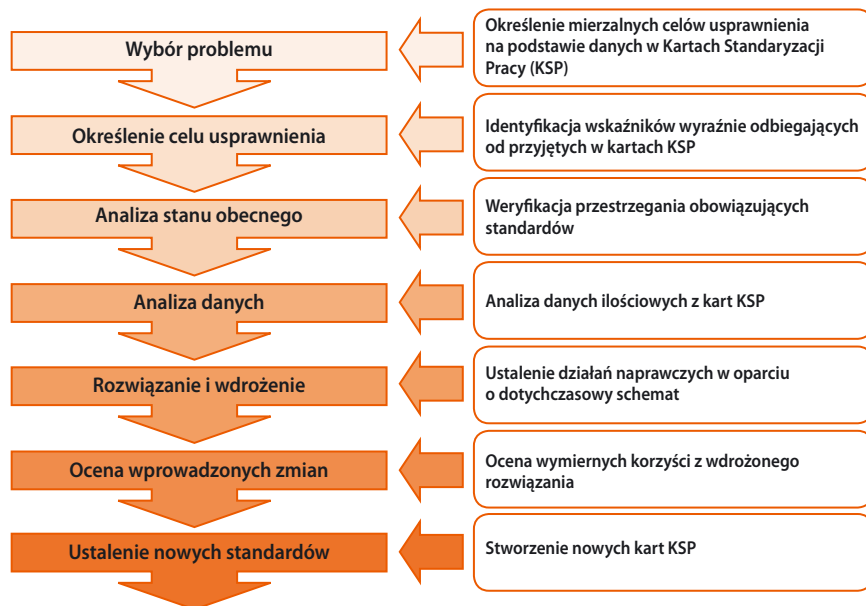 Wybór problemu
Określenie mierzalnych celów usprawnienia
na podstawie danych w Kartach Standaryzacji
Pracy (KSP)
Określenie celu usprawnienia
Identyfikacja wskaźników wyraźnie odbiegających
od przyjętych w kartach KSP
Analiza stanu obecnego
Weryfikacja przestrzegania obowiązujących
standardów
Analiza danych
Analiza danych ilościowych z kart KSP
Rozwiązanie i wdrożenie
Ustalenie działań naprawczych w oparciu
o dotychczasowy schemat
Ocena wprowadzonych zmian
Ocena wymiernych korzyści z wdrożonego
rozwiązania
Ustalenie nowych standardów
Stworzenie nowych kart KSP